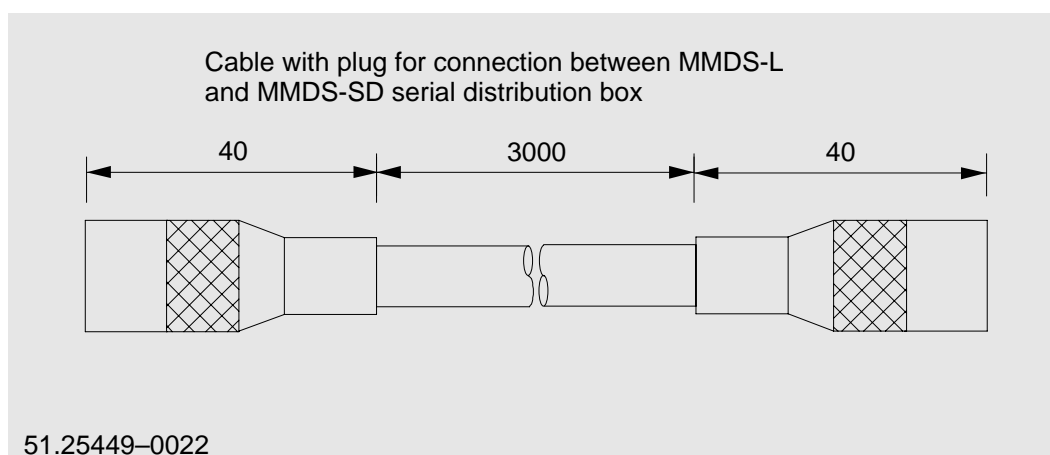 Cable with plug for connection between MMDS-L
and MMDS-SD serial distribution box
40 3000 40
51.25449–0022